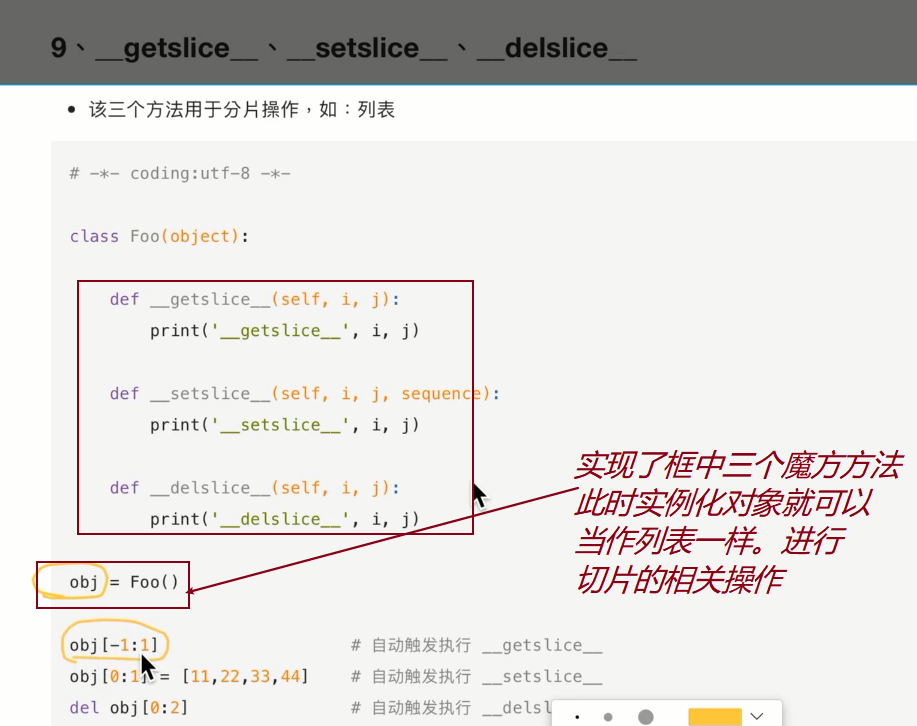 9、__getslice__、__setslice__、__delslice__
• 该三个方法用于分片操作，如：列表
# -*- coding:utf-8 -*-
class Foo(object):
def __getslice__(self, i, j):
print('__getslice__', i, j)
def __setslice__(self, i, j, sequence):
print('__setslice__', i, j)
def __delslice__(self, i, j):
print('__delslice__', i, j)
实现了框中三个魔方方法
此时实例化对象就可以
当作列表一样。进行
切片的相关操作
obj = Foo()
obj[-1:1] # 自动触发执行 __getslice__
obj[0:1] = [11,22,33,44] # 自动触发执行 __setslice__
del obj[0:2] # 自动触发执行